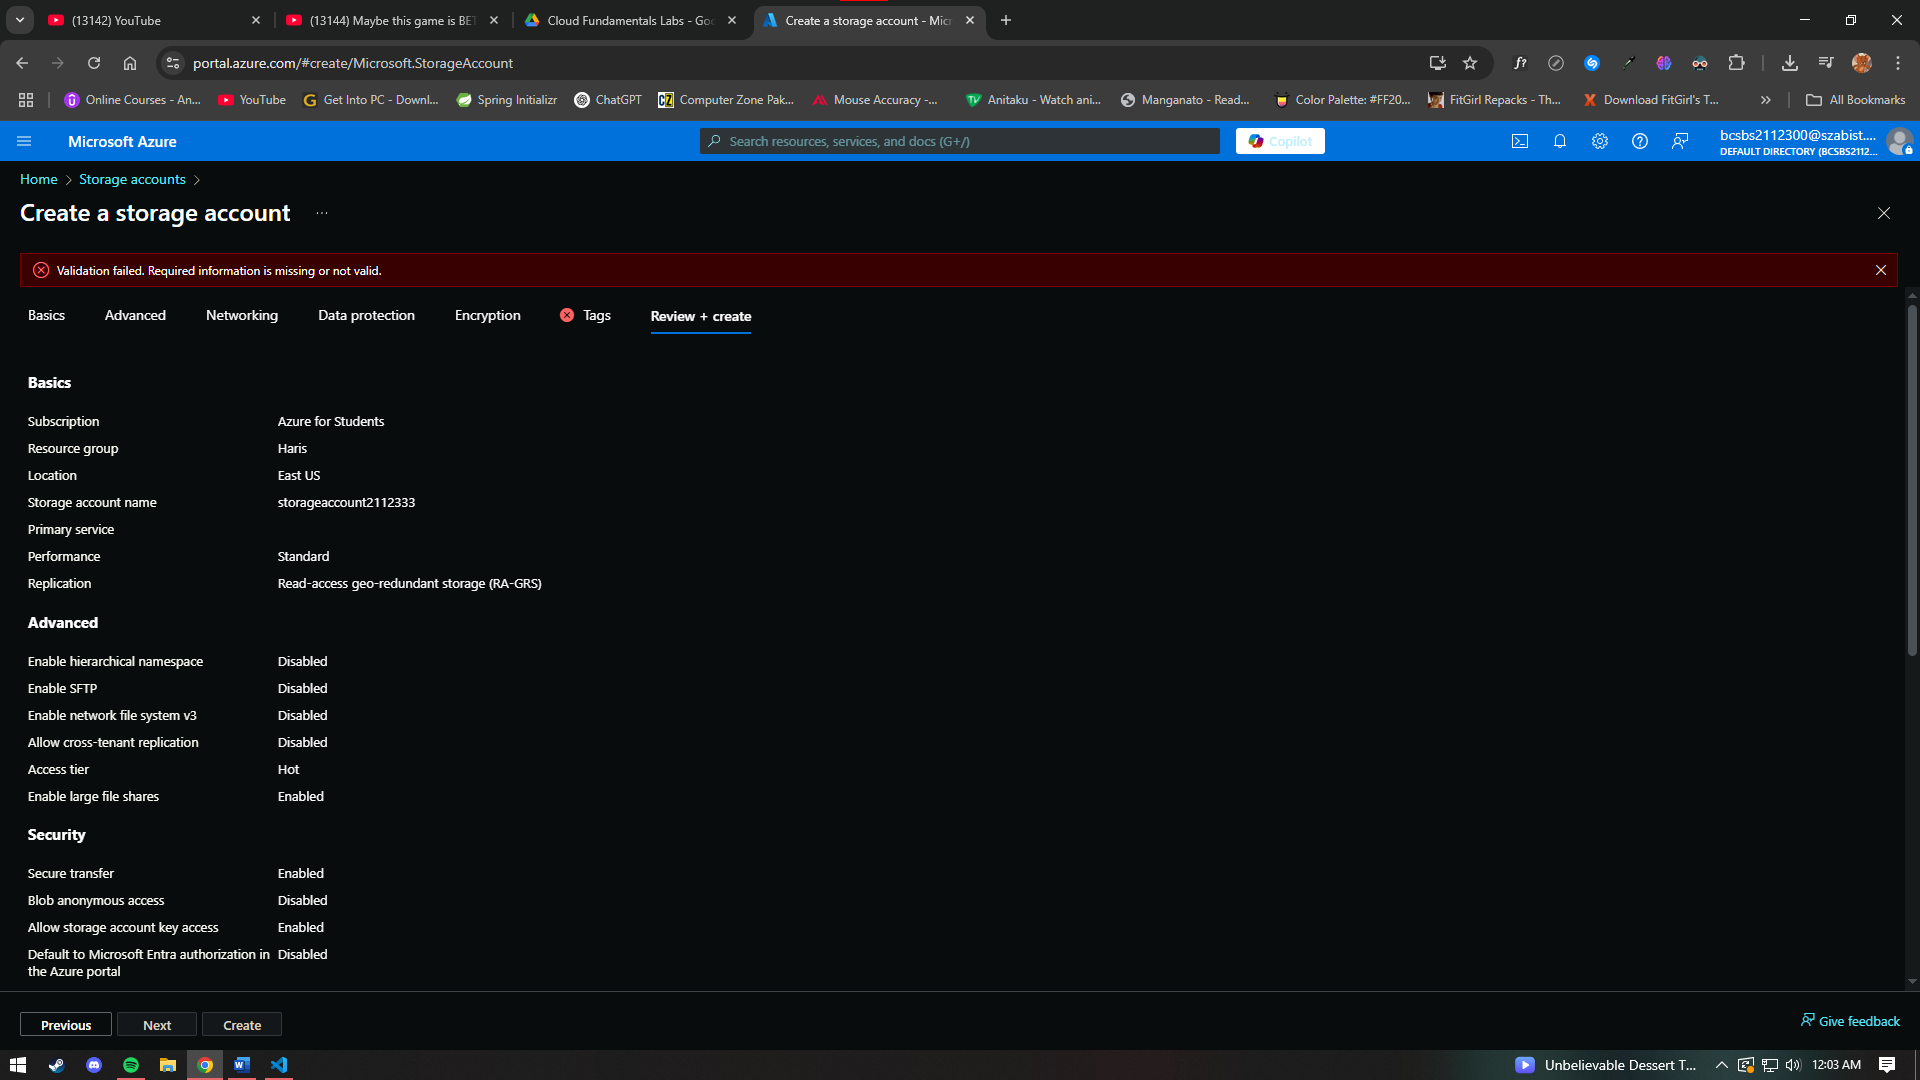 (13142) YouTube
(13144) Maybe this game is BET
Cloud Fundamentals Labs - Goo
Create a storage account - Micr
portal.azure.com/#create/Microsoft.StorageAccount
f?
Online Courses - An...
YouTube
Get Into PC - Downl...
Spring Initializr
ChatGPT
CZ
Computer Zone Pak...
Mouse Accuracy -...
Anitaku - Watch ani...
Manganato - Read...
Color Palette: #FF20...
FitGirl Repacks - Th...
Download FitGirl's T...
All Bookmarks
Microsoft Azure
Search resources, services, and docs (G+/)
Copilot
bcsbs2112300@szabist....
DEFAULT DIRECTORY (BCSBS2112...
Home > Storage accounts >
Create a storage account ...
Validation failed. Required information is missing or not valid.
Basics
Advanced
Networking
Data protection
Encryption
Tags
Review + create
Basics
Subscription Azure for Students
Resource group Haris
Location East US
Storage account name storageaccount2112333
Primary service
Performance Standard
Replication Read-access geo-redundant storage (RA-GRS)
Advanced
Enable hierarchical namespace Disabled
Enable SFTP Disabled
Enable network file system v3 Disabled
Allow cross-tenant replication Disabled
Access tier Hot
Enable large file shares Enabled
Security
Secure transfer Enabled
Blob anonymous access Disabled
Allow storage account key access Enabled
Default to Microsoft Entra authorization in Disabled
the Azure portal
Previous
Next
Create
Give feedback
Unbelievable Dessert T...
12:03 AM